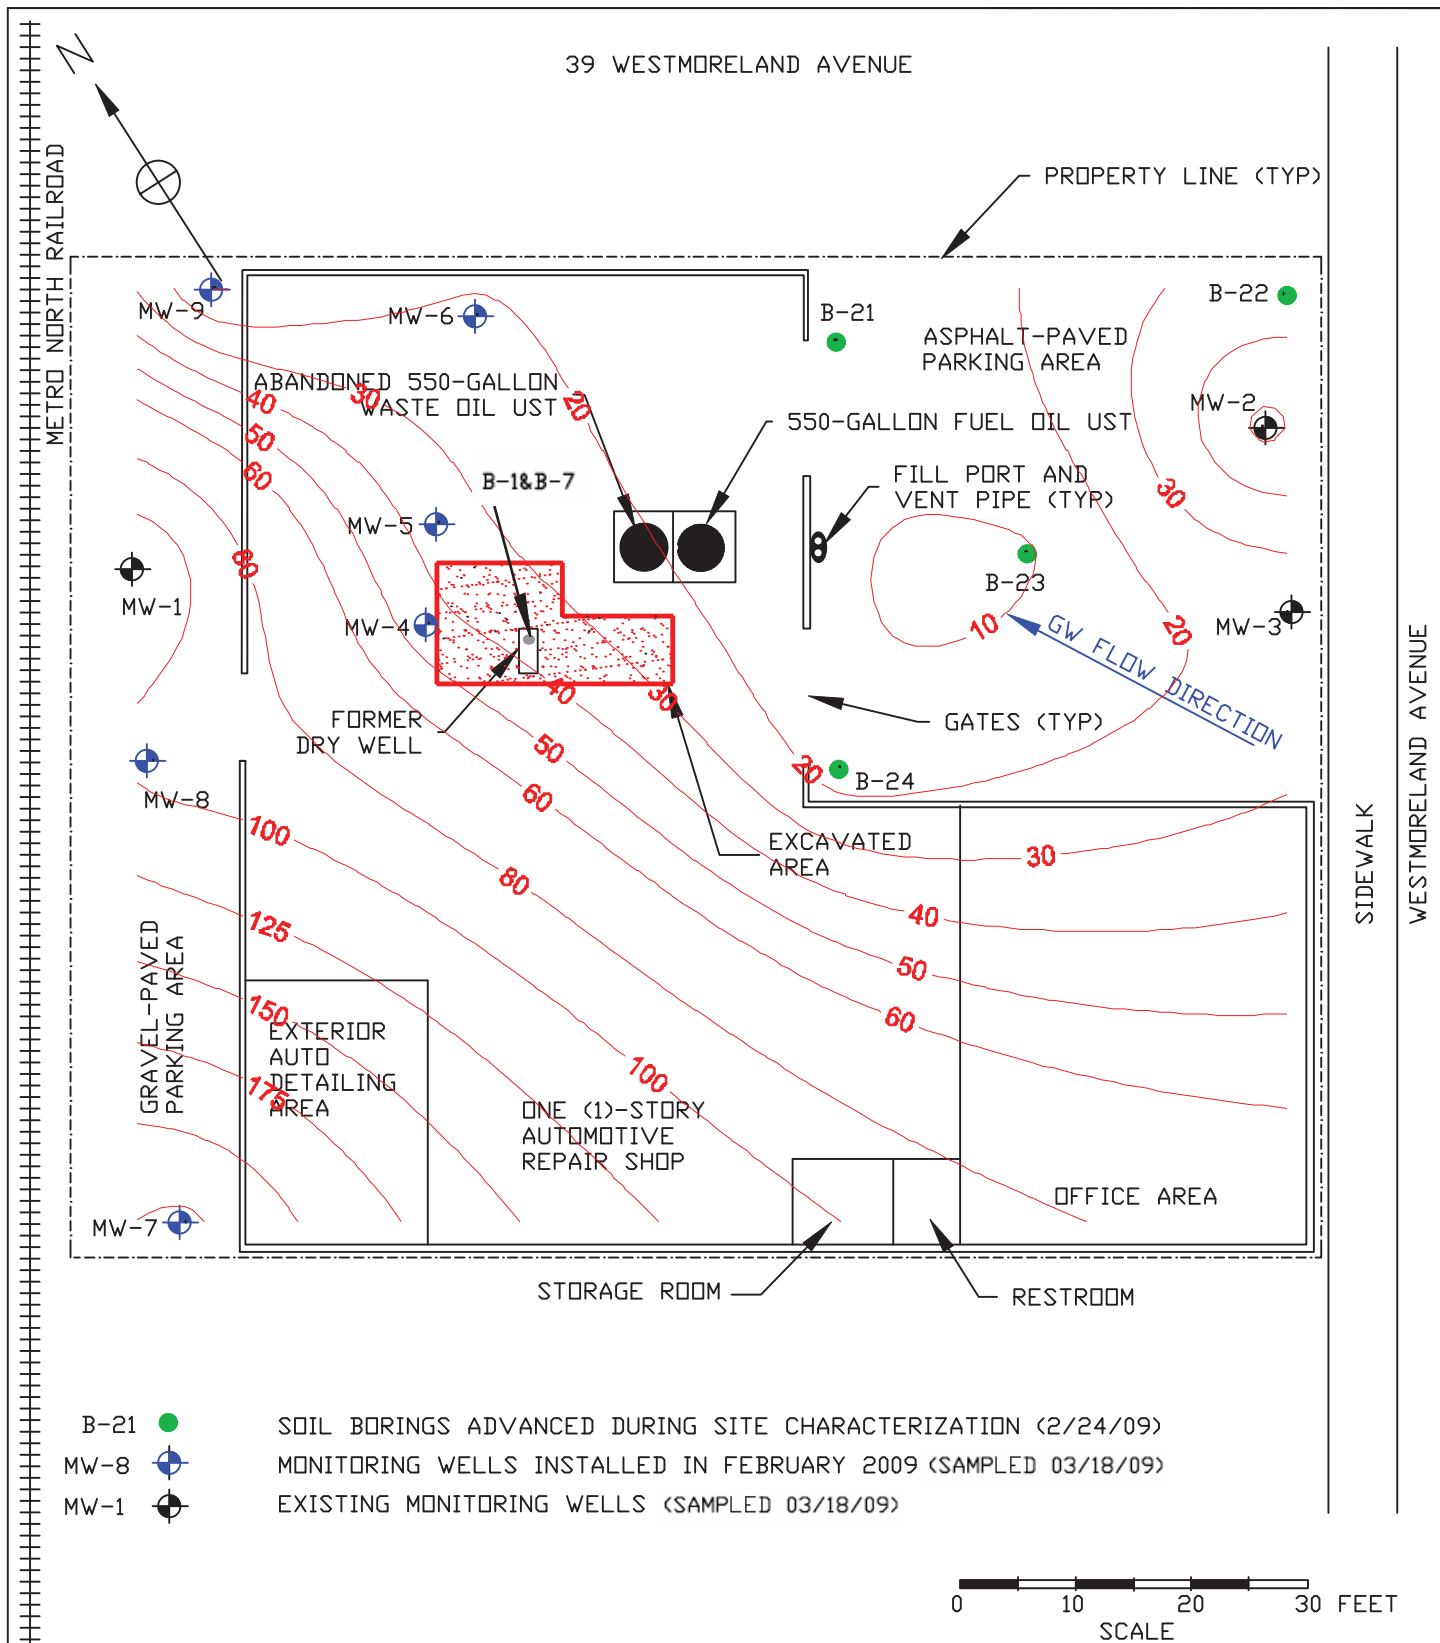 N
39 WESTMORELAND AVENUE
METRO NORTH RAILROAD
PROPERTY LINE (TYP)
MW-9
MW-6
B-21
B-22
ASPHALT-PAVED
PARKING AREA
ABANDONED 550-GALLON
WASTE OIL UST
30
20
40
50
60
MW-2
550-GALLON FUEL OIL UST
B-1&B-7
FILL PORT AND
VENT PIPE (TYP)
30
MW-5
80
B-23
MW-1
MW-4
10
GW FLOW DIRECTION
20
MW-3
40
30
FORMER
DRY WELL
50
GATES (TYP)
20
B-24
60
MW-8
100
EXCAVATED
AREA
30
80
40
125
50
60
SIDEWALK
WESTMORELAND AVENUE
GRAVEL-PAVED
PARKING AREA
150
EXTERIOR
AUTO
DETAILING
AREA
175
100
ONE (1)-STORY
AUTOMOTIVE
REPAIR SHOP
OFFICE AREA
MW-7
STORAGE ROOM
RESTROOM
B-21 SOIL BORINGS ADVANCED DURING SITE CHARACTERIZATION (2/24/09)
MW-8 MONITORING WELLS INSTALLED IN FEBRUARY 2009 (SAMPLED 03/18/09)
MW-1 EXISTING MONITORING WELLS (SAMPLED 03/18/09)
0 10 20 30 FEET
SCALE